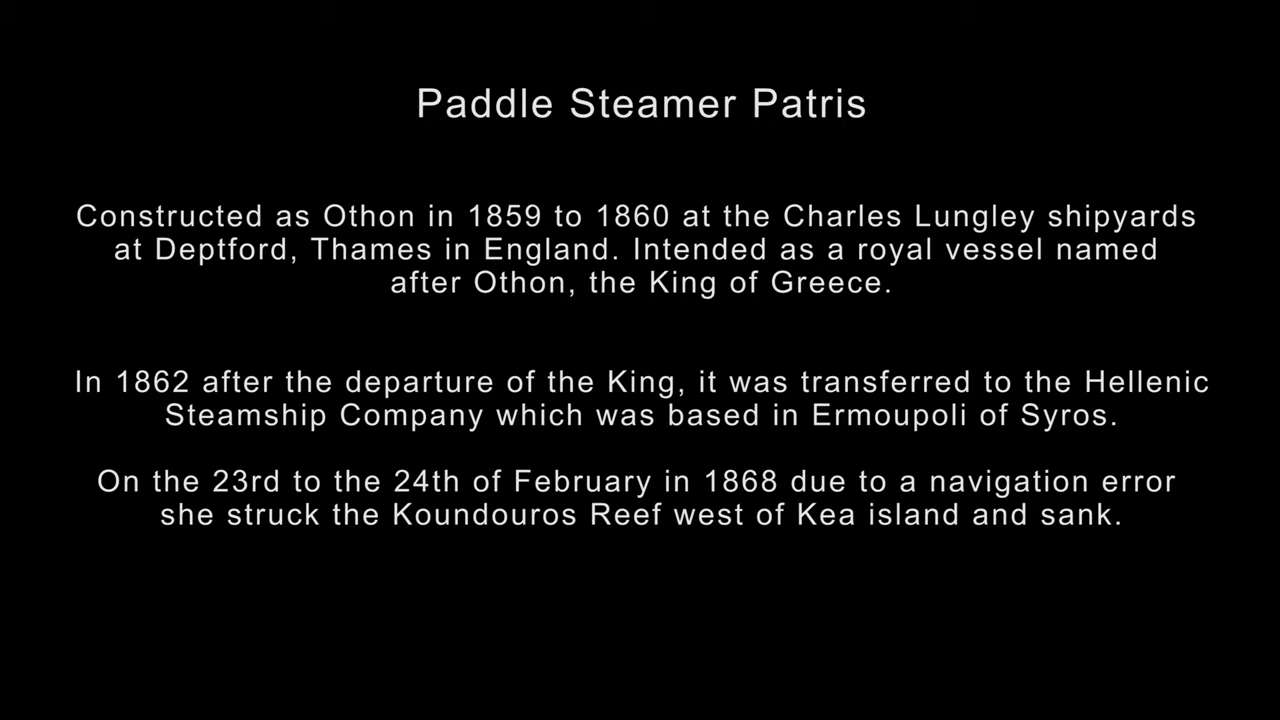 Paddle Steamer Patris
Constructed as Othon in 1859 to 1860 at the Charles Lungley shipyards
at Deptford, Thames in England. Intended as a royal vessel named
after Othon, the King of Greece.
In 1862 after the departure of the King, it was transferred to the Hellenic
Steamship Company which was based in Ermoupoli of Syros.
On the 23rd to the 24th of February in 1868 due to a navigation error
she struck the Koundouros Reef west of Kea island and sank.